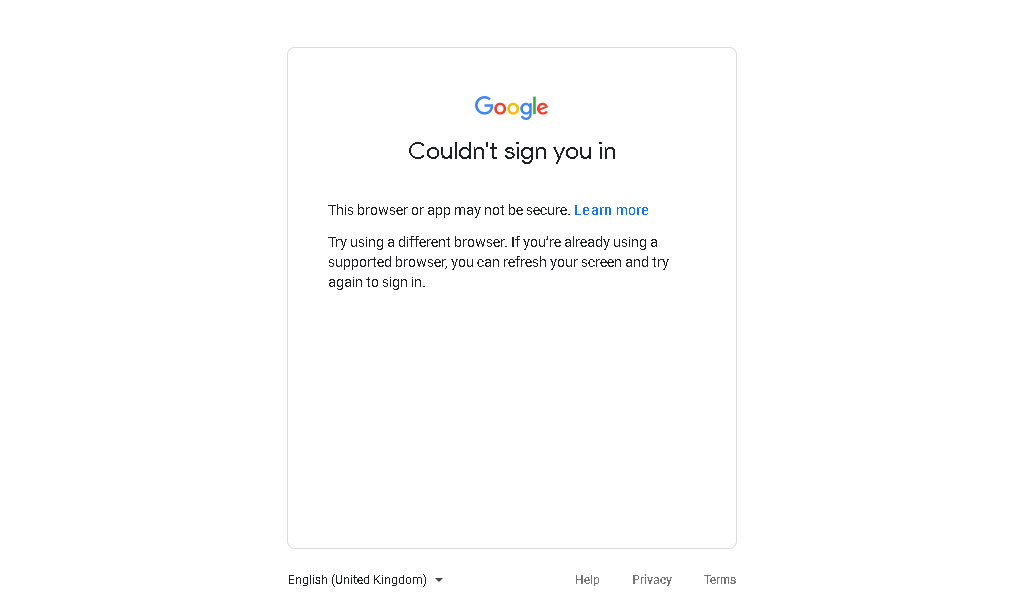 Google
Couldn't sign you in
This browser or app may not be secure. Learn more
Try using a different browser. If you're already using a
supported browser, you can refresh your screen and try
again to sign in.
English (United Kingdom)
Help
Privacy
Terms